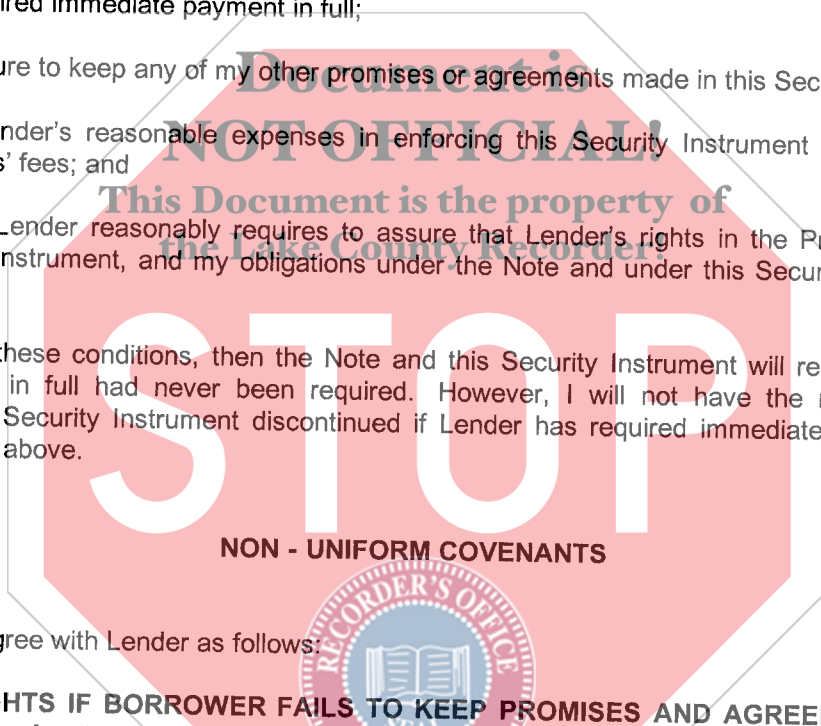 ired immediate payment in full;
Document is
ure to keep any of my other promises or agreements made in this Sec
nder's reasonable expenses in enforcing this Security Instrument
NOT OFFICIAL!
s' fees; and
This Document is the property of
Lender reasonably requires to assure that Lender's rights in the Pr
the Lake County Recorder!
nstrument, and my obligations under the Note and under this Secur
STOP
these conditions, then the Note and this Security Instrument will re
in full had never been required. However, I will not have the
Security Instrument discontinued if Lender has required immediate
above.
NON - UNIFORM COVENANTS
RECORDER'S OFFICE
gree with Lender as follows:
HTS IF BORROWER FAILS TO KEEP PROMISES AND AGREE